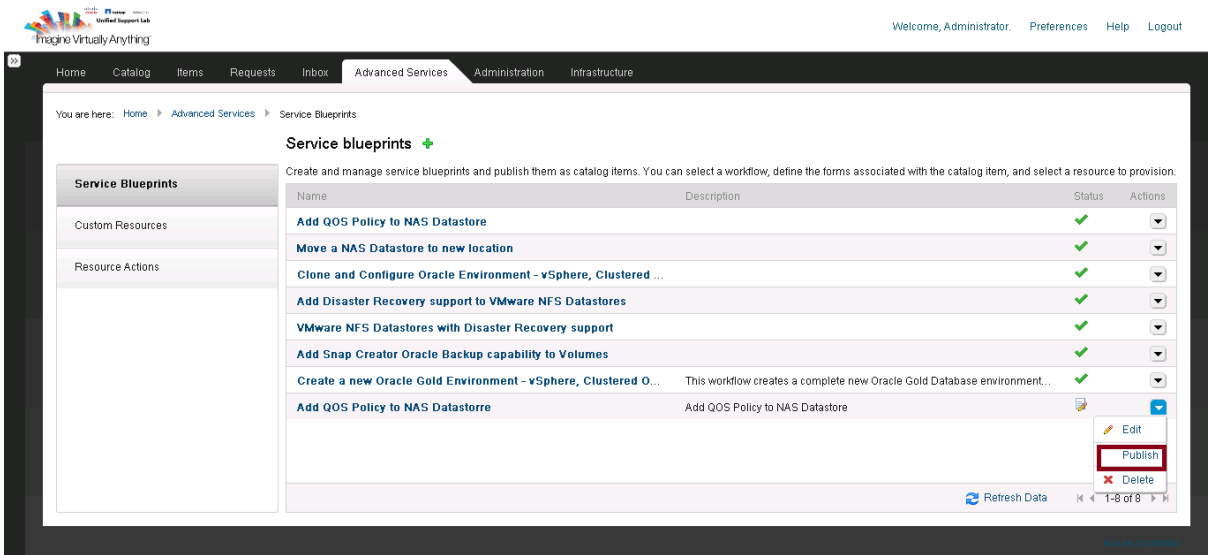 Unified Support Lab
Imagine Virtually Anything
Welcome, Administrator. Preferences Help Logout
Home Catalog Items Requests Inbox Advanced Services Administration Infrastructure
You are here: Home Advanced Services Service Blueprints
Service blueprints
Create and manage service blueprints and publish them as catalog items. You can select a workflow, define the forms associated with the catalog item, and select a resource to provision.
Service Blueprints
Custom Resources
Resource Actions
Name Description Status Actions
Add QOS Policy to NAS Datastore
Move a NAS Datastore to new location
Clone and Configure Oracle Environment - vSphere, Clustered ...
Add Disaster Recovery support to VMware NFS Datastores
VMware NFS Datastores with Disaster Recovery support
Add Snap Creator Oracle Backup capability to Volumes
Create a new Oracle Gold Environment - vSphere, Clustered O... This workflow creates a complete new Oracle Gold Database environment...
Add QOS Policy to NAS Datastorre Add QOS Policy to NAS Datastore
Edit
Publish
Delete
Refresh Data 1-8 of 8